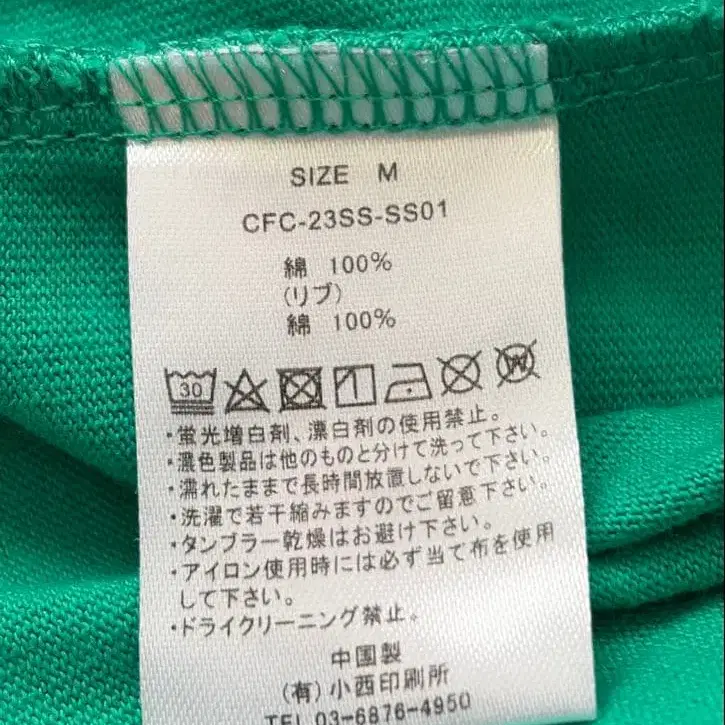 SIZE M
CFC-23SS-SS01
綿 100%
(リブ)
綿 100%
30
W
・蛍光増白剤、漂白剤の使用禁止。
・濃色製品は他のものと分けて洗って下さい。
・濡れたままで長時間放置しないで下さい。
・洗濯で若干縮みますのでご留意下さい。
・タンブラー乾燥はお避け下さい。
・アイロン使用時には必ず当て布を使用
して下さい。
・ドライクリーニング禁止。
中国製
(有)小西印刷所
TEL 03-6876-4950